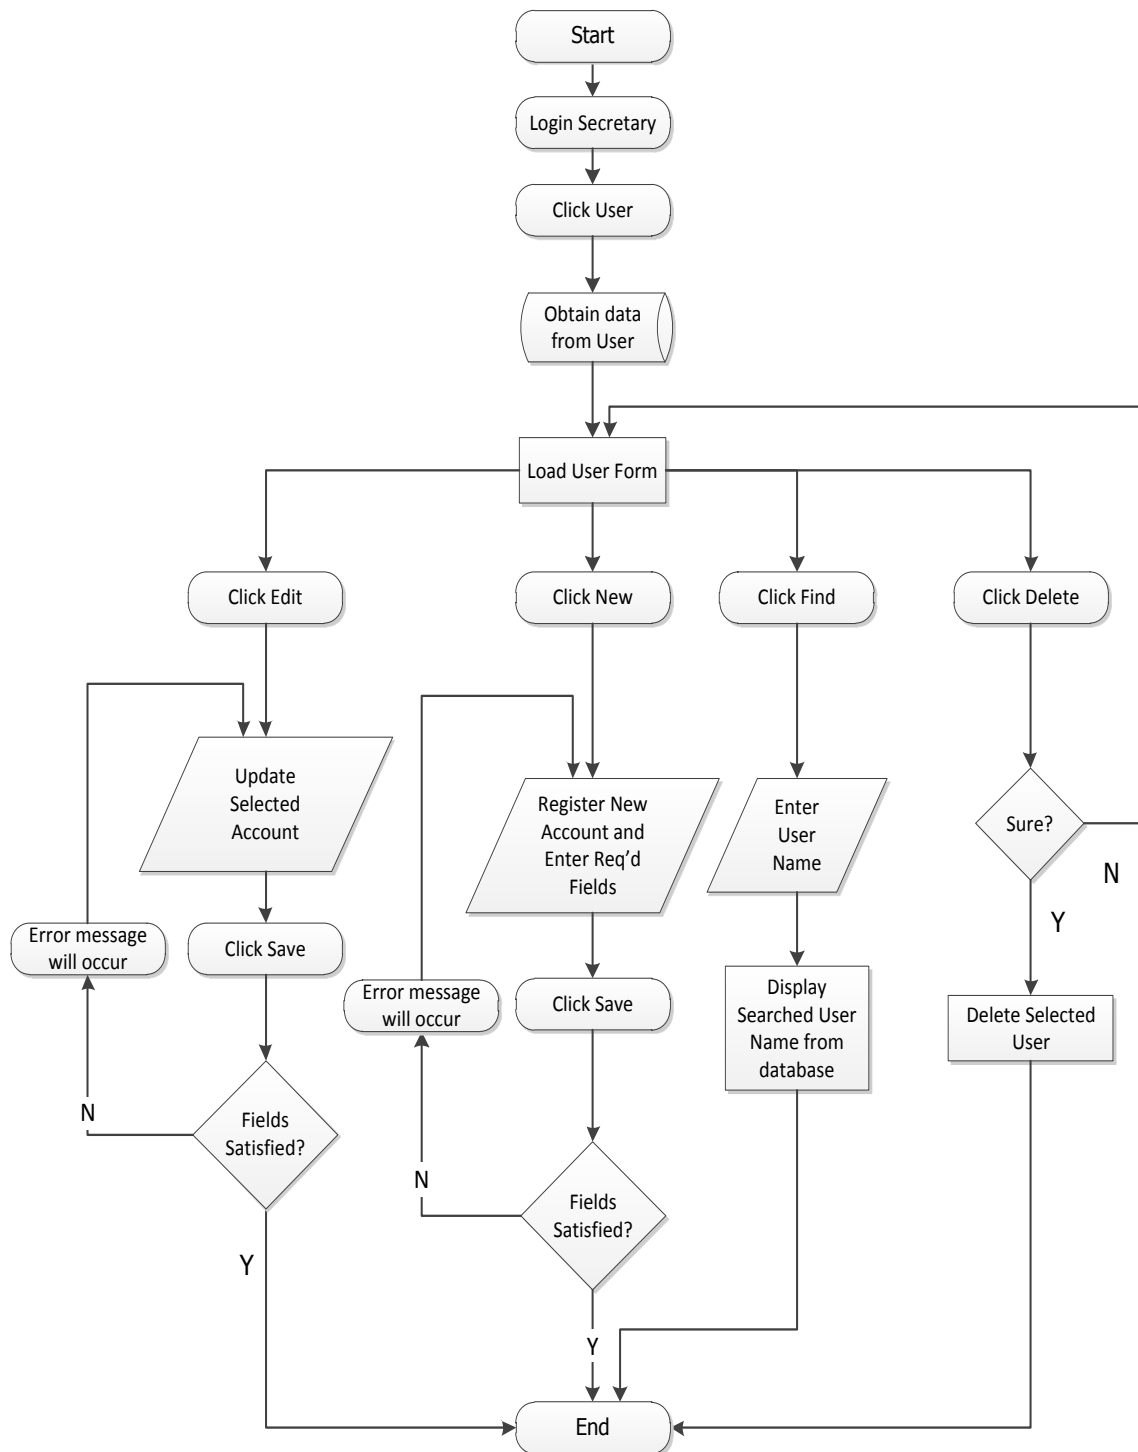 Start
Login Secretary
Click User
Obtain data
from User
Load User Form
Click Edit
Click New
Click Find
Click Delete
Update
Selected
Account
Register New
Account and
Enter Req’d
Fields
Enter
User
Name
Sure?
N
Y
Error message
will occur
Click Save
Error message
will occur
Click Save
Display
Searched User
Name from
database
Delete Selected
User
N
Fields
Satisfied?
N
Fields
Satisfied?
Y
Y
End